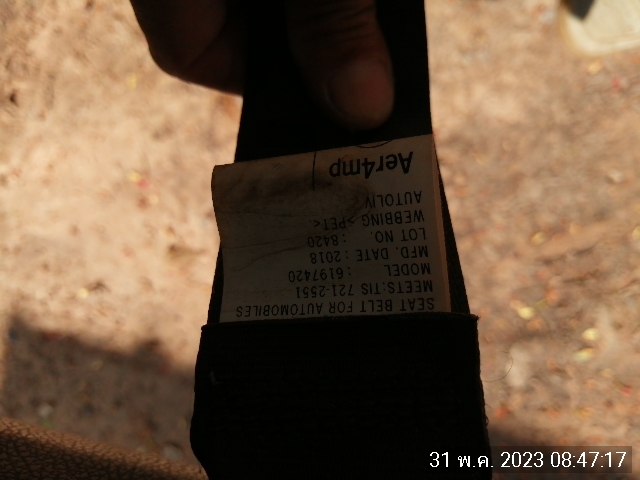 SEAT BELT FOR AUTOMOBILES
MEETS:TIS 721-2551
MODEL : 6197420
MFD. DATE : 2018
LOT NO. : 8420
WEBBING >PET<
AUTOLIV
Aer4mp
31 พ.ค. 2023 08:47:17